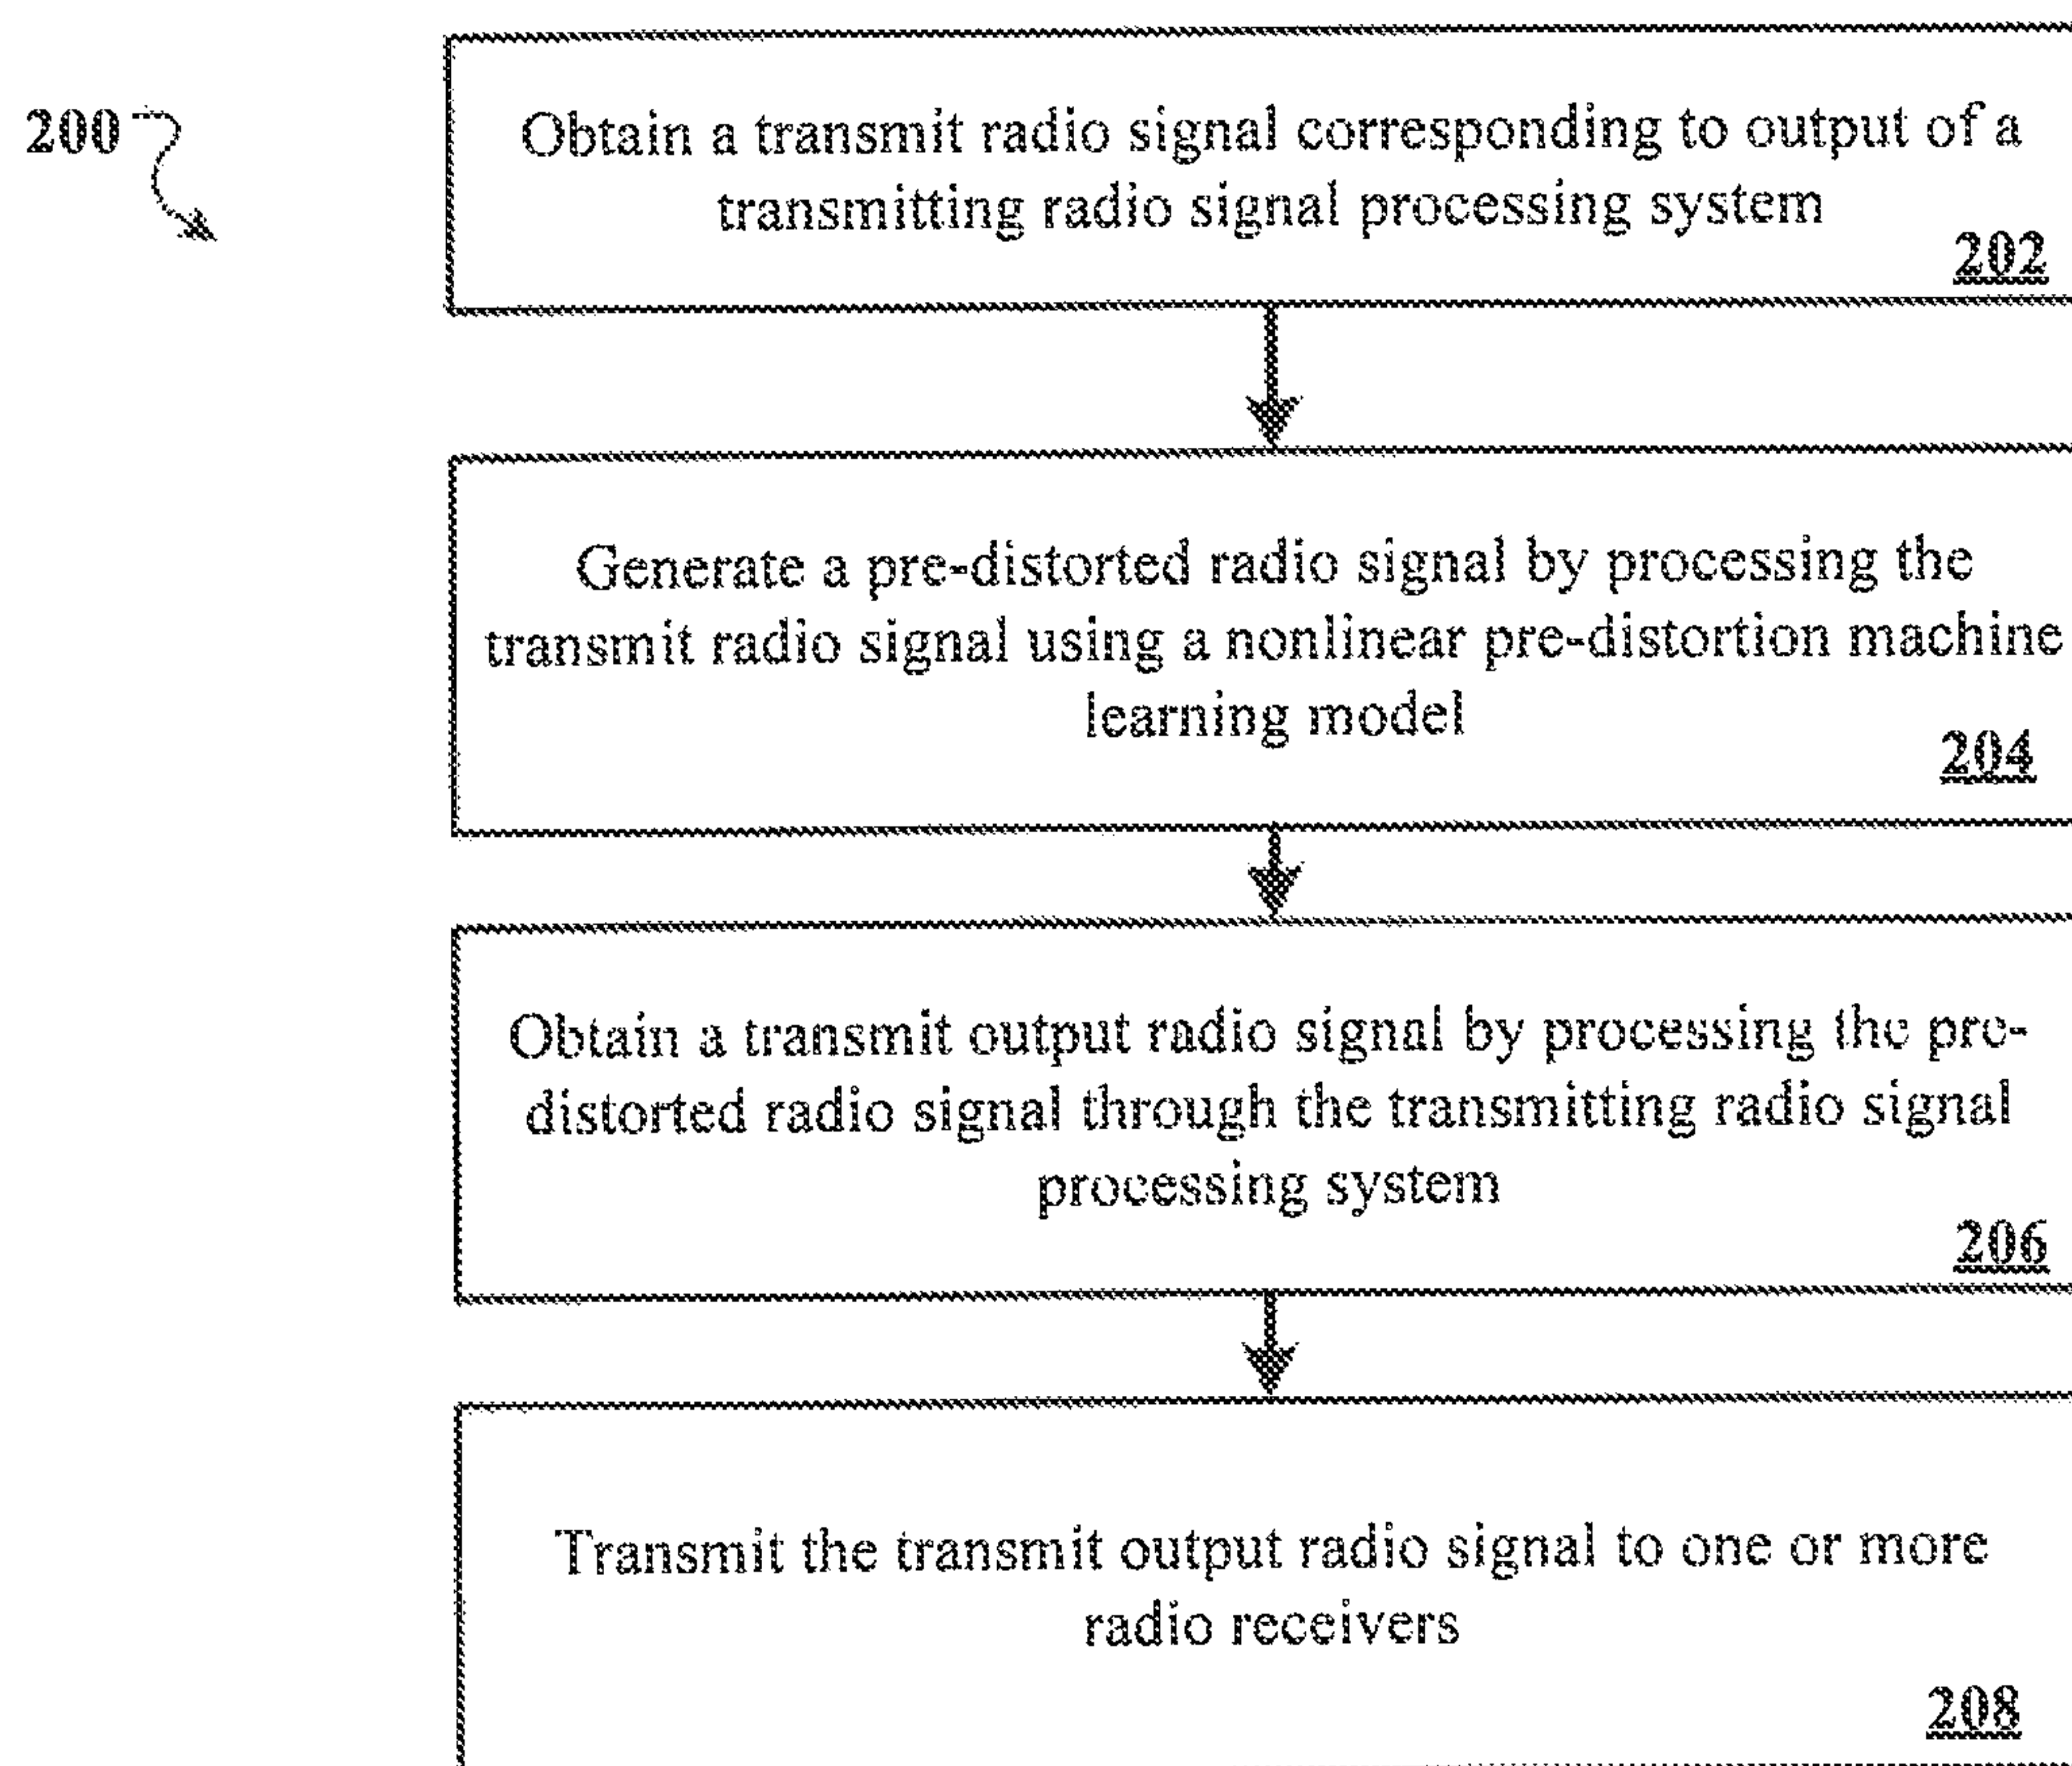 200
Obtain a transmit radio signal corresponding to output of a
transmitting radio signal processing system
202
Generate a pre-distorted radio signal by processing the
transmit radio signal using a nonlinear pre-distortion machine
learning model
204
Obtain a transmit output radio signal by processing the pre-
distorted radio signal through the transmitting radio signal
processing system
206
Transmit the transmit output radio signal to one or more
radio receivers
208